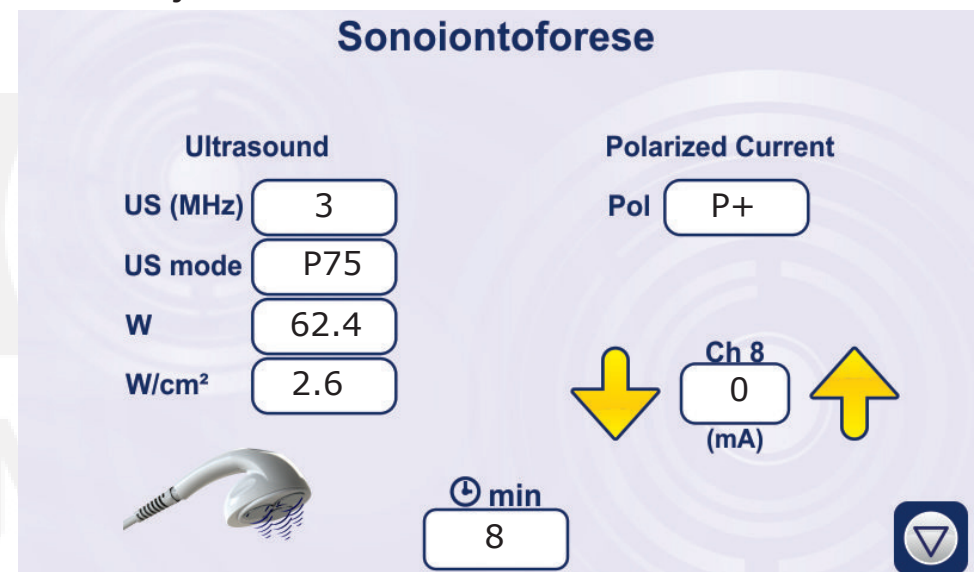 Sonoiontoforese
Ultrasound
US (MHz) 3
US mode P75
W 62.4
W/cm² 2.6
Polarized Current
Pol P+
Ch 8
0
(mA)
min
8